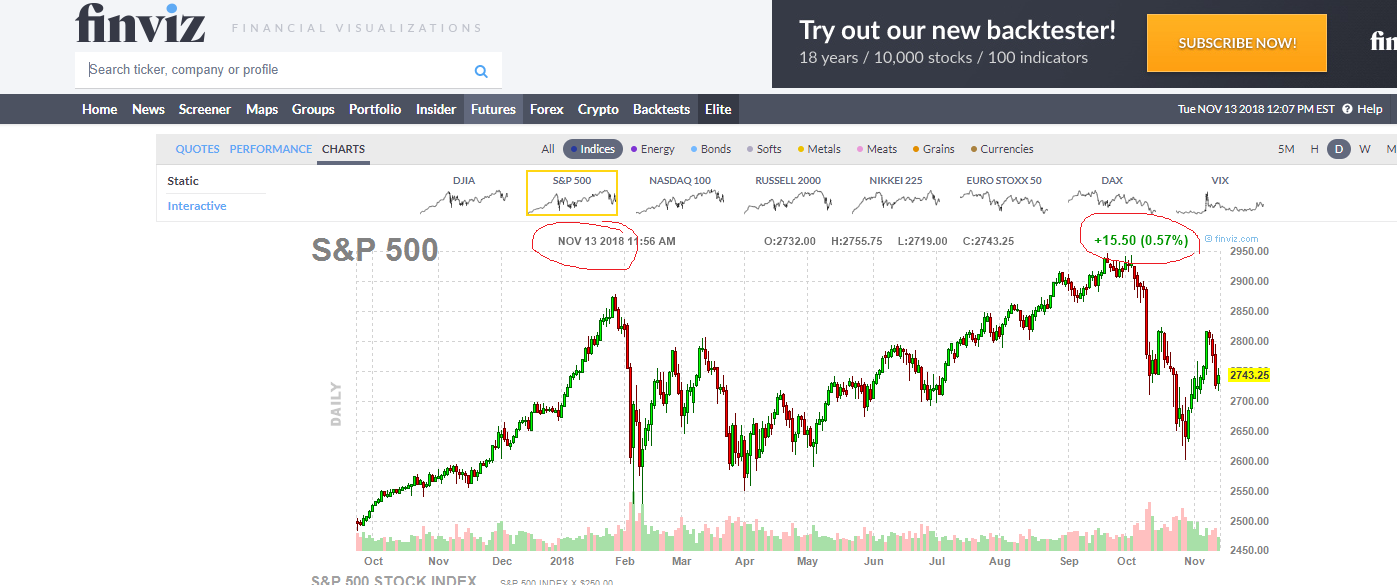 finviz FINANCIAL VISUALIZATIONS
Try out our new backtester!
18 years / 10,000 stocks / 100 indicators
SUBSCRIBE NOW!
Search ticker, company or profile
Home News Screener Maps Groups Portfolio Insider Futures Forex Crypto Backtests Elite Tue NOV 13 2018 12:07 PM EST Help
QUOTES PERFORMANCE CHARTS All Indices Energy Bonds Softs Metals Meats Grains Currencies 5M H D W M
Static
Interactive
DJIA S&P 500 NASDAQ 100 RUSSELL 2000 NIKKEI 225 EURO STOXX 50 DAX VIX
S&P 500 NOV 13 2018 11:56 AM O:2732.00 H:2755.75 L:2719.00 C:2743.25 +15.50 (0.57%) © finviz.com
2950.00
2900.00
2850.00
2800.00
2743.25
2700.00
2650.00
2600.00
2550.00
2500.00
2450.00
DAILY
Oct Nov Dec 2018 Feb Mar Apr May Jun Jul Aug Sep Oct Nov
S&P 500 STOCK INDEX S&P 500 INDEX X $250.00